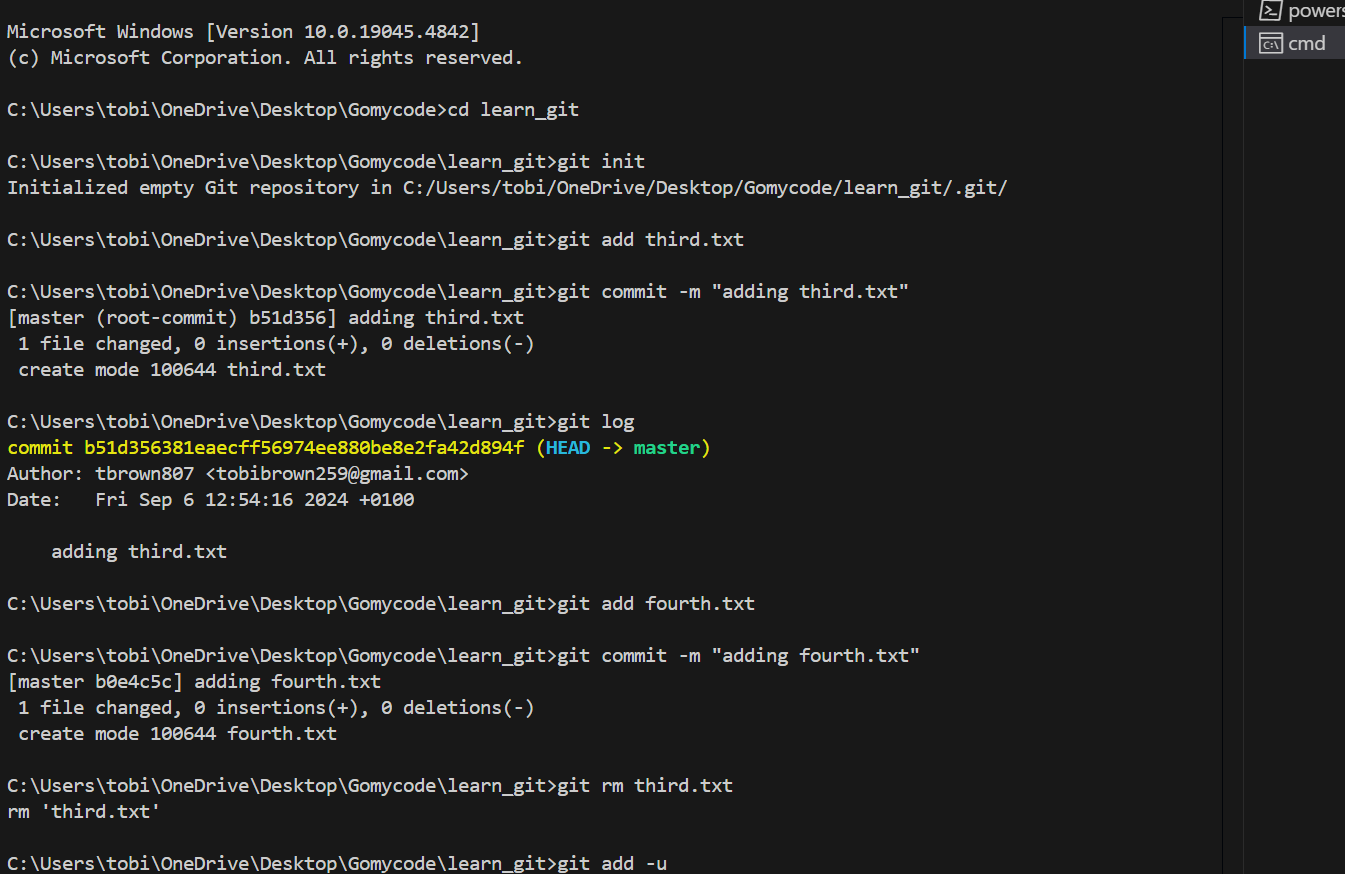 powers
cmd
Microsoft Windows [Version 10.0.19045.4842]
(c) Microsoft Corporation. All rights reserved.
C:\Users\tobi\OneDrive\Desktop\Gomycode>cd learn_git
C:\Users\tobi\OneDrive\Desktop\Gomycode\learn_git>git init
Initialized empty Git repository in C:/Users/tobi/OneDrive/Desktop/Gomycode/learn_git/.git/
C:\Users\tobi\OneDrive\Desktop\Gomycode\learn_git>git add third.txt
C:\Users\tobi\OneDrive\Desktop\Gomycode\learn_git>git commit -m "adding third.txt"
[master (root-commit) b51d356] adding third.txt
 1 file changed, 0 insertions(+), 0 deletions(-)
 create mode 100644 third.txt
C:\Users\tobi\OneDrive\Desktop\Gomycode\learn_git>git log
commit b51d356381eaecff56974ee880be8e2fa42d894f (HEAD -> master)
Author: tbrown807 <tobibrown259@gmail.com>
Date:   Fri Sep 6 12:54:16 2024 +0100
    adding third.txt
C:\Users\tobi\OneDrive\Desktop\Gomycode\learn_git>git add fourth.txt
C:\Users\tobi\OneDrive\Desktop\Gomycode\learn_git>git commit -m "adding fourth.txt"
[master b0e4c5c] adding fourth.txt
 1 file changed, 0 insertions(+), 0 deletions(-)
 create mode 100644 fourth.txt
C:\Users\tobi\OneDrive\Desktop\Gomycode\learn_git>git rm third.txt
rm 'third.txt'
C:\Users\tobi\OneDrive\Desktop\Gomycode\learn_git>git add -u